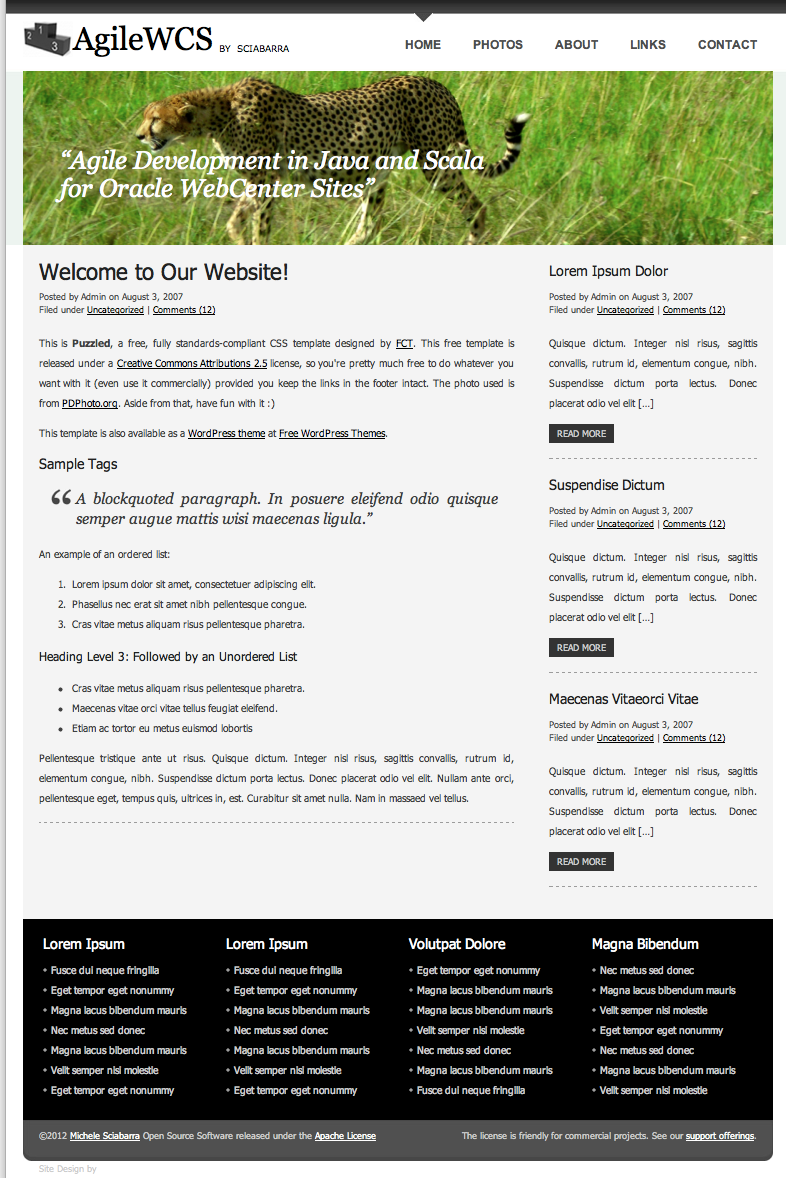 2 1 3
AgileWCS BY SCIABARRA
HOME PHOTOS ABOUT LINKS CONTACT
“Agile Development in Java and Scala
for Oracle WebCenter Sites”
Welcome to Our Website!
Posted by Admin on August 3, 2007
Filed under Uncategorized | Comments (12)
This is Puzzled, a free, fully standards-compliant CSS template designed by FCT. This free template is
released under a Creative Commons Attributions 2.5 license, so you're pretty much free to do whatever you
want with it (even use it commercially) provided you keep the links in the footer intact. The photo used is
from PDPhoto.org. Aside from that, have fun with it :)
This template is also available as a WordPress theme at Free WordPress Themes.
Sample Tags
“A blockquoted paragraph. In posuere eleifend odio quisque
semper augue mattis wisi maecenas ligula.”
An example of an ordered list:
1. Lorem ipsum dolor sit amet, consectetuer adipiscing elit.
2. Phasellus nec erat sit amet nibh pellentesque congue.
3. Cras vitae metus aliquam risus pellentesque pharetra.
Heading Level 3: Followed by an Unordered List
• Cras vitae metus aliquam risus pellentesque pharetra.
• Maecenas vitae orci vitae tellus feugiat eleifend.
• Etiam ac tortor eu metus euismod lobortis
Pellentesque tristique ante ut risus. Quisque dictum. Integer nisl risus, sagittis convallis, rutrum id,
elementum congue, nibh. Suspendisse dictum porta lectus. Donec placerat odio vel elit. Nullam ante orci,
pellentesque eget, tempus quis, ultrices in, est. Curabitur sit amet nulla. Nam in massaed vel tellus.
Lorem Ipsum Dolor
Posted by Admin on August 3, 2007
Filed under Uncategorized | Comments (12)
Quisque dictum. Integer nisl risus, sagittis
convallis, rutrum id, elementum congue, nibh.
Suspendisse dictum porta lectus. Donec
placerat odio vel elit [...]
READ MORE
Suspendise Dictum
Posted by Admin on August 3, 2007
Filed under Uncategorized | Comments (12)
Quisque dictum. Integer nisl risus, sagittis
convallis, rutrum id, elementum congue, nibh.
Suspendisse dictum porta lectus. Donec
placerat odio vel elit [...]
READ MORE
Maecenas Vitaeorci Vitae
Posted by Admin on August 3, 2007
Filed under Uncategorized | Comments (12)
Quisque dictum. Integer nisl risus, sagittis
convallis, rutrum id, elementum congue, nibh.
Suspendisse dictum porta lectus. Donec
placerat odio vel elit [...]
READ MORE
Lorem Ipsum
Fusce dui neque fringilla
Eget tempor eget nonummy
Magna lacus bibendum mauris
Nec metus sed donec
Magna lacus bibendum mauris
Velit semper nisi molestie
Eget tempor eget nonummy
Lorem Ipsum
Fusce dui neque fringilla
Eget tempor eget nonummy
Magna lacus bibendum mauris
Nec metus sed donec
Magna lacus bibendum mauris
Velit semper nisi molestie
Eget tempor eget nonummy
Volutpat Dolore
Eget tempor eget nonummy
Magna lacus bibendum mauris
Magna lacus bibendum mauris
Velit semper nisi molestie
Nec metus sed donec
Magna lacus bibendum mauris
Fusce dui neque fringilla
Magna Bibendum
Nec metus sed donec
Magna lacus bibendum mauris
Velit semper nisi molestie
Eget tempor eget nonummy
Nec metus sed donec
Magna lacus bibendum mauris
Velit semper nisi molestie
©2012 Michele Sciabarra Open Source Software released under the Apache License
The license is friendly for commercial projects. See our support offerings.
Site Design by